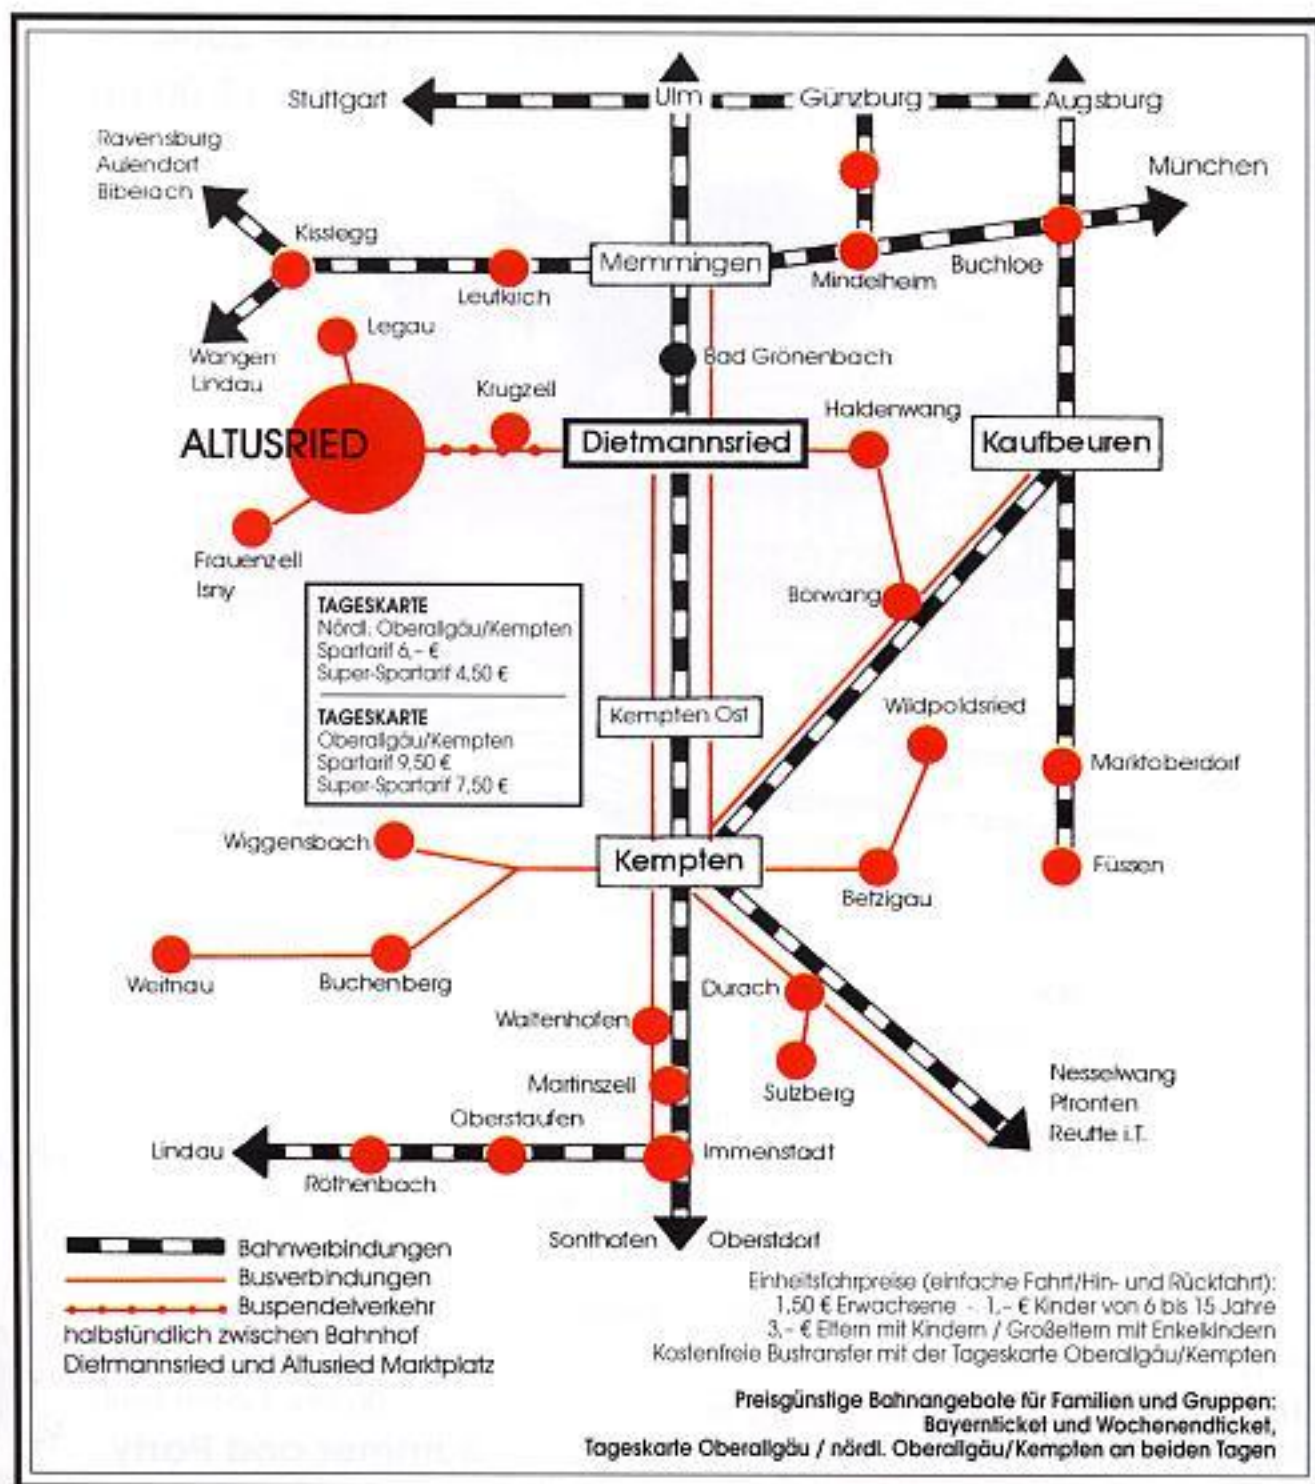 Stuttgart
Ulm
Günzburg
Augsburg
Ravensburg
Aulendorf
Biberach
München
Kisslegg
Memmingen
Leutkirch
Mindelheim
Buchloe
Legau
Wangen
Lindau
Bad Grönenbach
Krugzell
Haldenwang
ALTUSRIED
Dietmannsried
Kaufbeuren
Frauenzell
Isny
TAGESKARTE
Nördl. Oberallgäu/Kempten
Spartarif 6,- €
Super-Spartarif 4,50 €
TAGESKARTE
Oberallgäu/Kempten
Spartarif 9,50 €
Super-Spartarif 7,50 €
Börwang
Kempten Ost
Wildpoldsried
Marktoberdorf
Wiggensbach
Kempten
Betzigau
Füssen
Weitnau
Buchenberg
Durach
Waltenhofen
Martinszell
Sulzberg
Nesselwang
Pfronten
Reutte i.T.
Oberstaufen
Lindau
Immenstadt
Röthenbach
Sonthofen
Oberstdorf
Bahnverbindungen
Busverbindungen
Buspendelverkehr
halbstündlich zwischen Bahnhof
Dietmannsried und Altusried Marktplatz
Einheitsfahrpreise (einfache Fahrt/Hin- und Rückfahrt):
1,50 € Erwachsene - 1,- € Kinder von 6 bis 15 Jahre
3,- € Eltern mit Kindern / Großeltern mit Enkelkindern
Kostenfreie Bustransfer mit der Tageskarte Oberallgäu/Kempten
Preisgünstige Bahnangebote für Familien und Gruppen:
Bayernticket und Wochenendticket,
Tageskarte Oberallgäu / nördl. Oberallgäu/Kempten an beiden Tagen